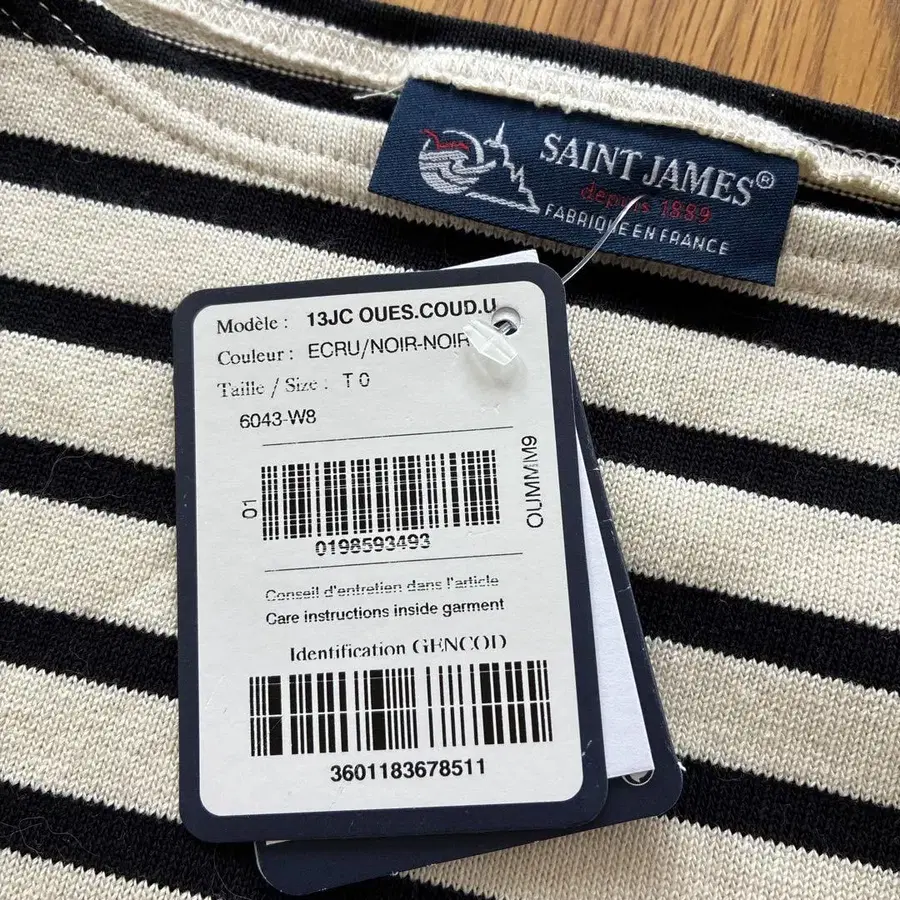 SAINT JAMES®
depuis 1889
FABRIQUE EN FRANCE
Modèle : 13JC OUES.COUD.U
Couleur : ECRU/NOIR-NOIR
Taille / Size : T 0
6043-W8
01
OUMMM9
0198593493
Conseil d'entretien dans l'article
Care instructions inside garment
Identification GENCOD
3601183678511